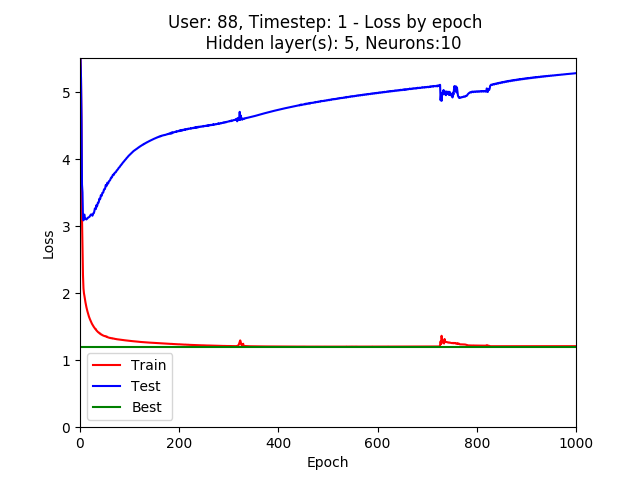 User: 88, Timestep: 1 - Loss by epoch
Hidden layer(s): 5, Neurons:10
5
4
3
2
1
0
Loss
Train
Test
Best
0 200 400 600 800 1000
Epoch